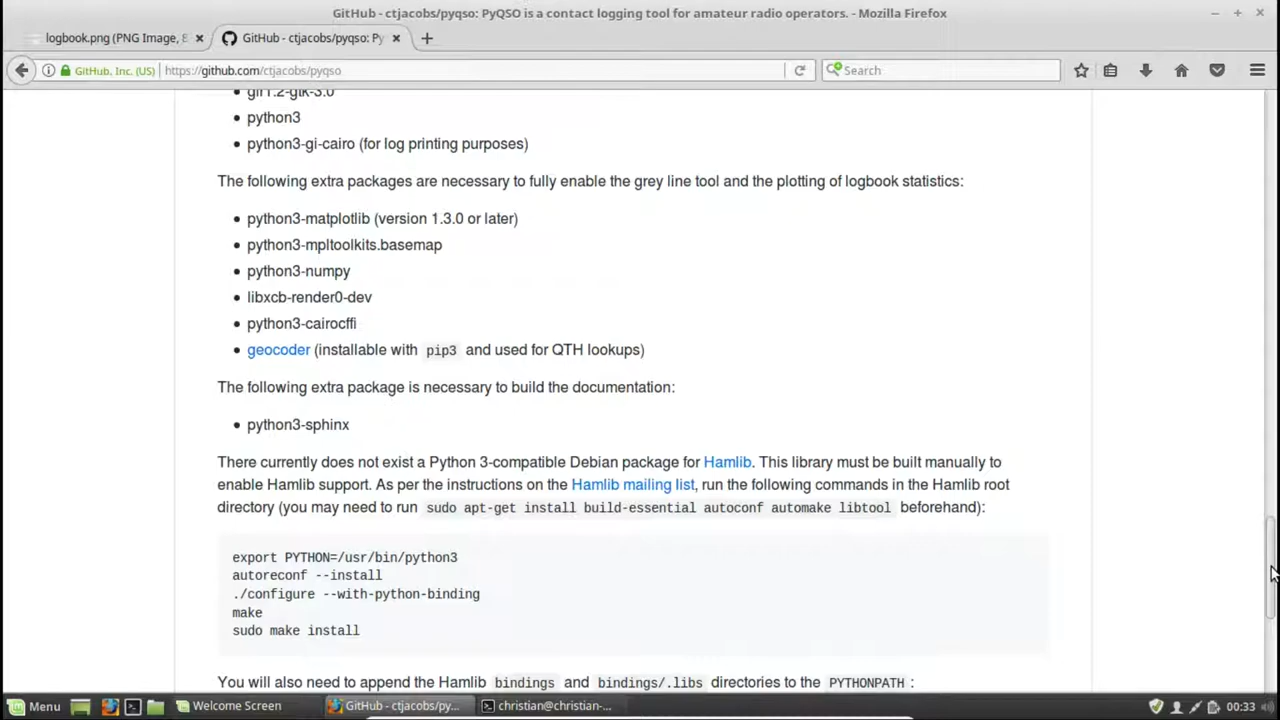 GitHub - ctjacobs/pyqso: PyQSO is a contact logging tool for amateur radio operators. - Mozilla Firefox
logbook.png (PNG Image, 8
GitHub - ctjacobs/pyqso: Py
GitHub, Inc. (US)
https://github.com/ctjacobs/pyqso
Search
gir1.2-gtk-3.0
python3
python3-gi-cairo (for log printing purposes)
The following extra packages are necessary to fully enable the grey line tool and the plotting of logbook statistics:
python3-matplotlib (version 1.3.0 or later)
python3-mpltoolkits.basemap
python3-numpy
libxcb-render0-dev
python3-cairocffi
geocoder (installable with pip3 and used for QTH lookups)
The following extra package is necessary to build the documentation:
python3-sphinx
There currently does not exist a Python 3-compatible Debian package for Hamlib. This library must be built manually to
enable Hamlib support. As per the instructions on the Hamlib mailing list, run the following commands in the Hamlib root
directory (you may need to run sudo apt-get install build-essential autoconf automake libtool beforehand):
export PYTHON=/usr/bin/python3
autoreconf --install
./configure --with-python-binding
make
sudo make install
You will also need to append the Hamlib bindings and bindings/.libs directories to the PYTHONPATH :
Menu
Welcome Screen
GitHub - ctjacobs/py...
christian@christian-...
00:33